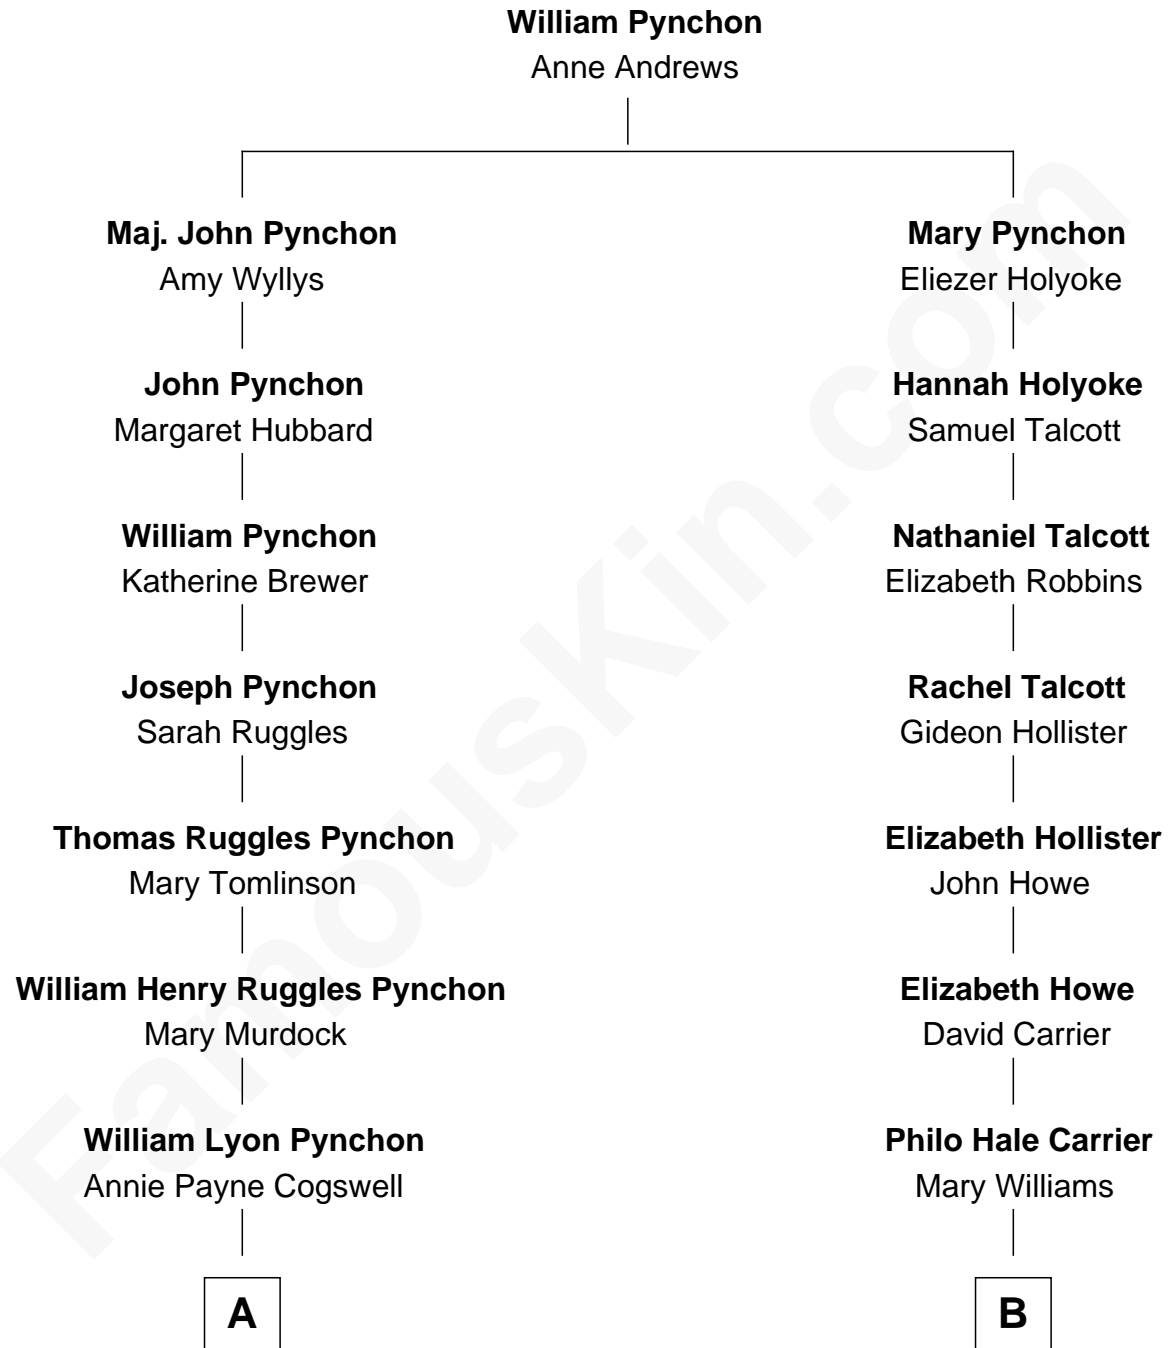 William Pynchon
Anne Andrews
Maj. John Pynchon
Amy Wyllys
John Pynchon
Margaret Hubbard
William Pynchon
Katherine Brewer
Joseph Pynchon
Sarah Ruggles
Thomas Ruggles Pynchon
Mary Tomlinson
William Henry Ruggles Pynchon
Mary Murdock
William Lyon Pynchon
Annie Payne Cogswell
A
Mary Pynchon
Eliezer Holyoke
Hannah Holyoke
Samuel Talcott
Nathaniel Talcott
Elizabeth Robbins
Rachel Talcott
Gideon Hollister
Elizabeth Hollister
John Howe
Elizabeth Howe
David Carrier
Philo Hale Carrier
Mary Williams
B
FamousKin.com